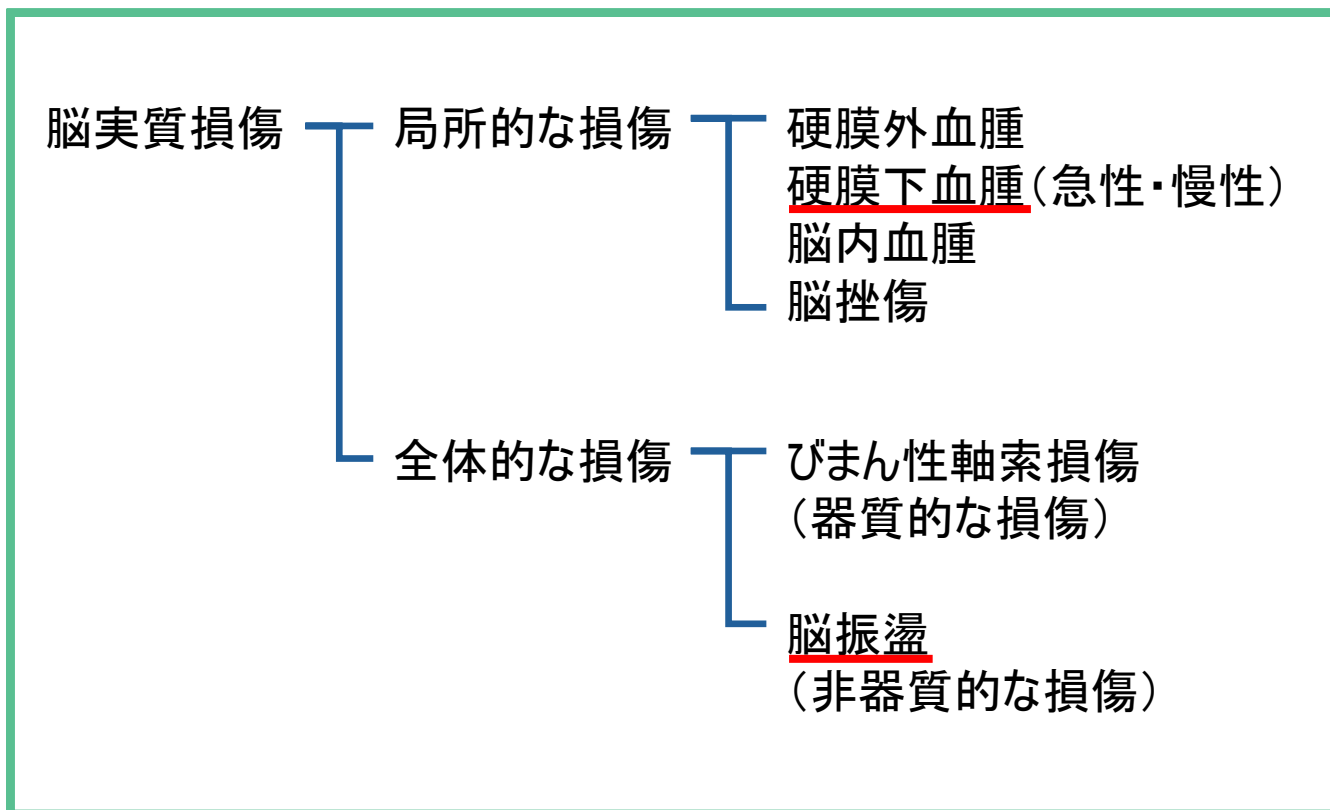 脳実質損傷
局所的な損傷
硬膜外血腫
硬膜下血腫(急性・慢性)
脳内血腫
脳挫傷
全体的な損傷
びまん性軸索損傷
(器質的な損傷)
脳振盪
(非器質的な損傷)